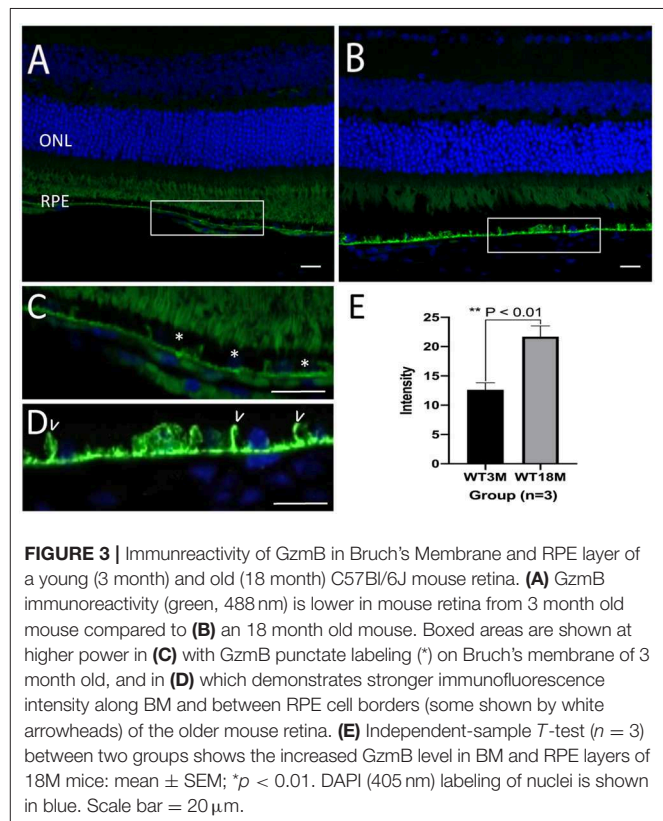 A
ONL
RPE
B
C
* * *
D
v v v
E
** P < 0.01
Intensity
25
20
15
10
5
0
WT3M WT18M
Group (n=3)
FIGURE 3 | Immunreactivity of GzmB in Bruch's Membrane and RPE layer of
a young (3 month) and old (18 month) C57Bl/6J mouse retina. (A) GzmB
immunoreactivity (green, 488 nm) is lower in mouse retina from 3 month old
mouse compared to (B) an 18 month old mouse. Boxed areas are shown at
higher power in (C) with GzmB punctate labeling (*) on Bruch's membrane of 3
month old, and in (D) which demonstrates stronger immunofluorescence
intensity along BM and between RPE cell borders (some shown by white
arrowheads) of the older mouse retina. (E) Independent-sample T-test (n = 3)
between two groups shows the increased GzmB level in BM and RPE layers of
18M mice: mean ± SEM; *p < 0.01. DAPI (405 nm) labeling of nuclei is shown
in blue. Scale bar = 20 μm.